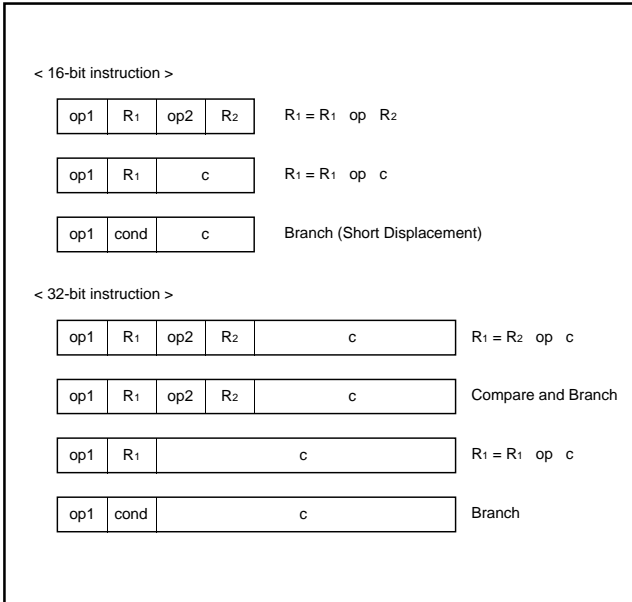 < 16-bit instruction >
op1 R1 op2 R2 R1 = R1 op R2
op1 R1 c R1 = R1 op c
op1 cond c Branch (Short Displacement)
< 32-bit instruction >
op1 R1 op2 R2 c R1 = R2 op c
op1 R1 op2 R2 c Compare and Branch
op1 R1 c R1 = R1 op c
op1 cond c Branch